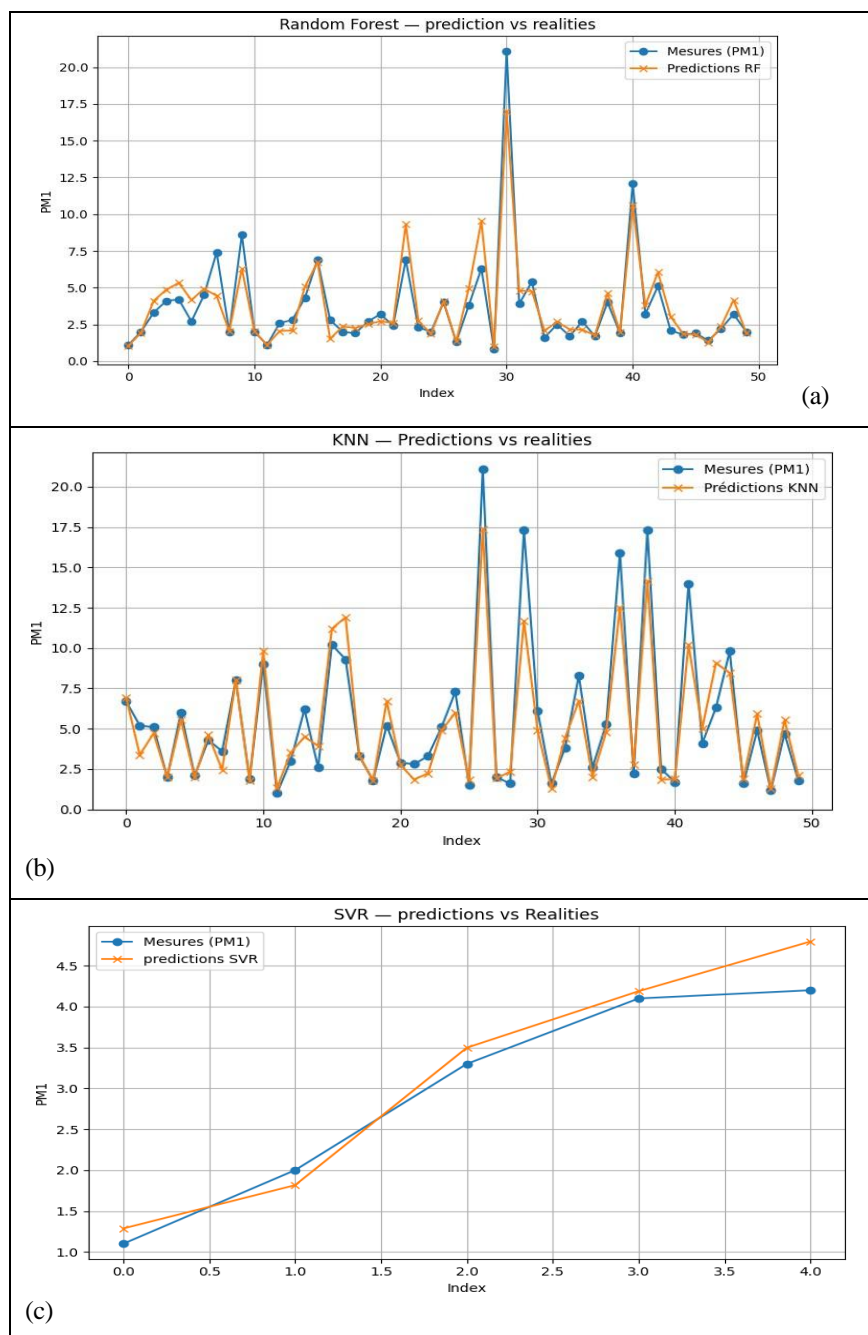 Random Forest — prediction vs realities
Mesures (PM1)
Predictions RF
20.0
17.5
15.0
12.5
10.0
7.5
5.0
2.5
0.0
PM1
0 10 20 30 40 50
Index
(a)
KNN — Predictions vs realities
Mesures (PM1)
Prédictions KNN
20.0
17.5
15.0
12.5
10.0
7.5
5.0
2.5
0.0
PM1
0 10 20 30 40 50
Index
(b)
SVR — predictions vs Realities
Mesures (PM1)
predictions SVR
4.5
4.0
3.5
3.0
2.5
2.0
1.5
1.0
PM1
0.0 0.5 1.0 1.5 2.0 2.5 3.0 3.5 4.0
Index
(c)